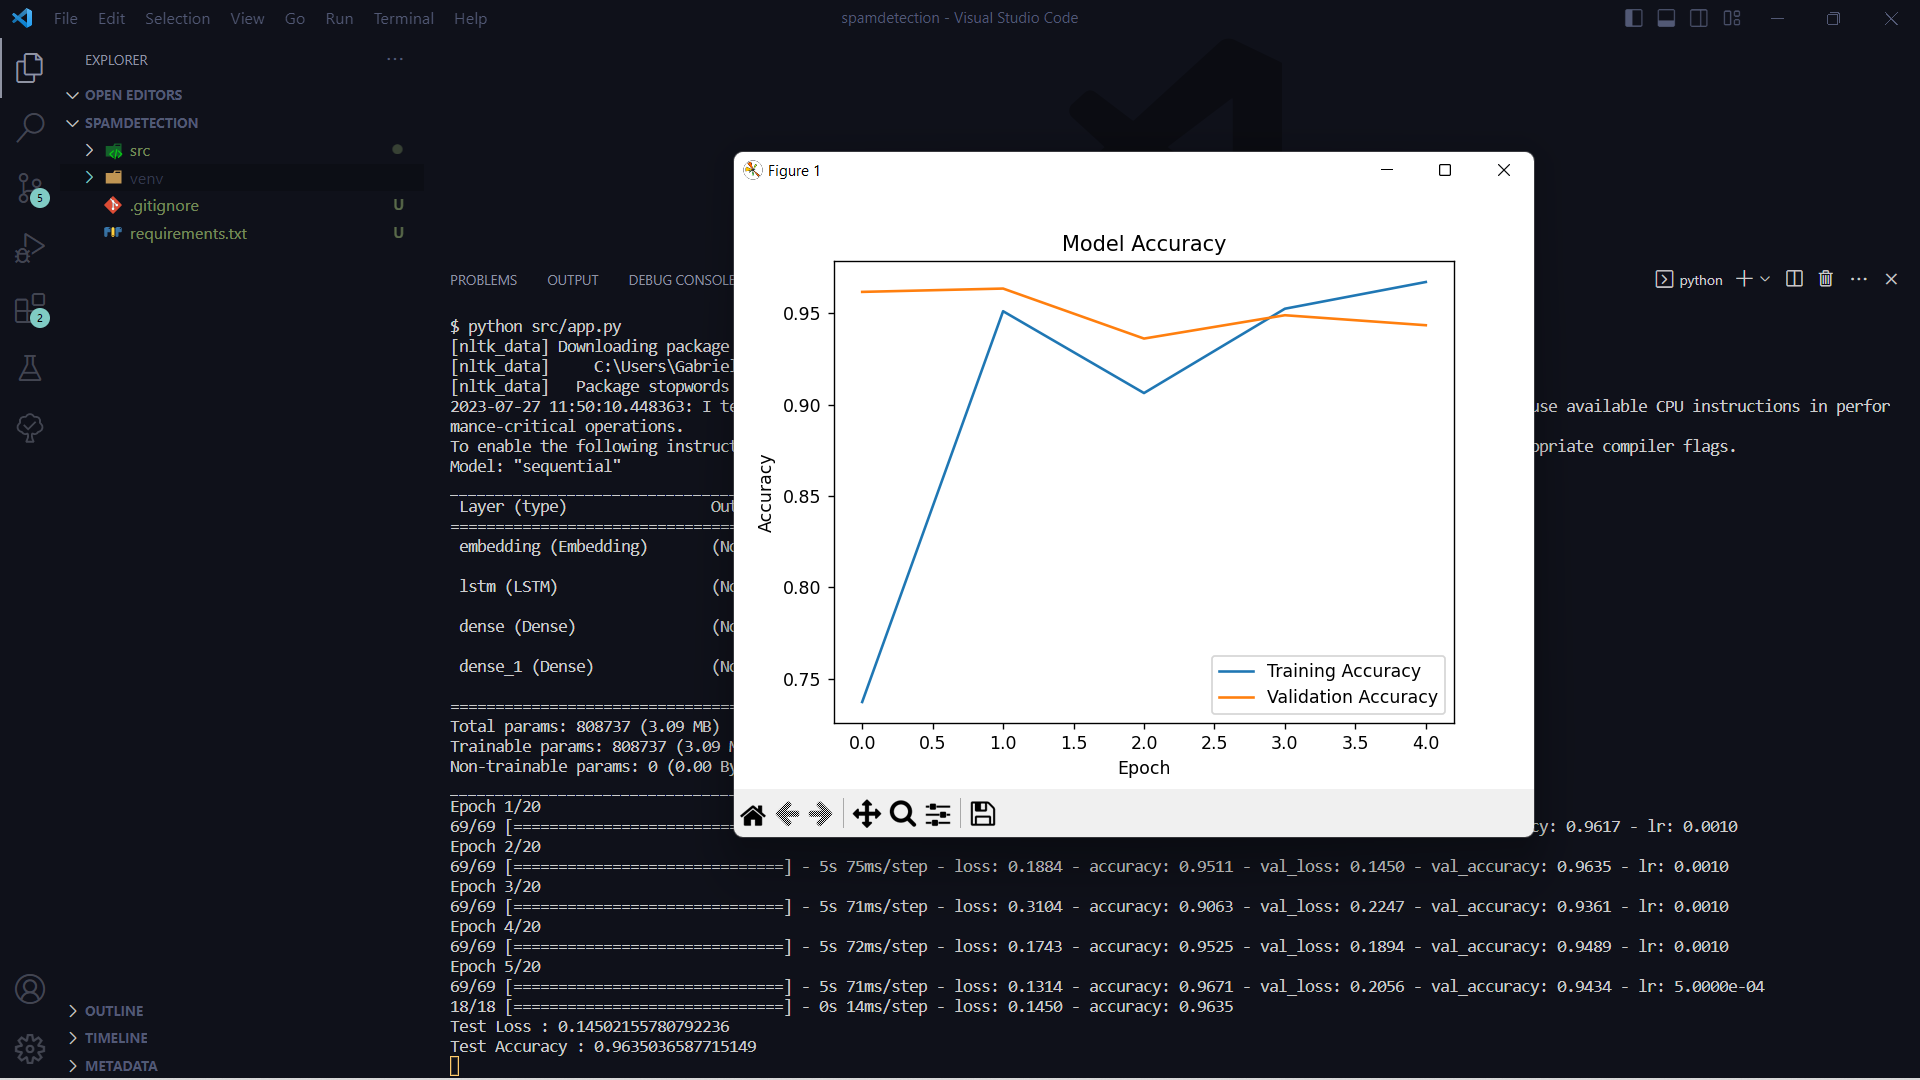 File Edit Selection View Go Run Terminal Help
spamdetection - Visual Studio Code
EXPLORER
OPEN EDITORS
SPAMDETECTION
src
venv
.gitignore U
requirements.txt U
5
2
OUTLINE
TIMELINE
METADATA
PROBLEMS OUTPUT DEBUG CONSOLE
python
$ python src/app.py
[nltk_data] Downloading package
[nltk_data] C:\Users\Gabriel
[nltk_data] Package stopwords
2023-07-27 11:50:10.448363: I use available CPU instructions in perfor
mance-critical operations.
To enable the following compiler flags.
Model: "sequential"
Layer (type)
embedding (Embedding)
lstm (LSTM)
dense (Dense)
dense_1 (Dense)
Total params: 808737 (3.09 MB)
Trainable params: 808737 (3.09
Non-trainable params: 0 (0.00
Epoch 1/20
69/69 [============================== 0.9617 - lr: 0.0010
Epoch 2/20
69/69 [==============================] - 5s 75ms/step - loss: 0.1884 - accuracy: 0.9511 - val_loss: 0.1450 - val_accuracy: 0.9635 - lr: 0.0010
Epoch 3/20
69/69 [==============================] - 5s 71ms/step - loss: 0.3104 - accuracy: 0.9063 - val_loss: 0.2247 - val_accuracy: 0.9361 - lr: 0.0010
Epoch 4/20
69/69 [==============================] - 5s 72ms/step - loss: 0.1743 - accuracy: 0.9525 - val_loss: 0.1894 - val_accuracy: 0.9489 - lr: 0.0010
Epoch 5/20
69/69 [==============================] - 5s 71ms/step - loss: 0.1314 - accuracy: 0.9671 - val_loss: 0.2056 - val_accuracy: 0.9434 - lr: 5.0000e-04
18/18 [==============================] - 0s 14ms/step - loss: 0.1450 - accuracy: 0.9635
Test Loss : 0.14502155780792236
Test Accuracy : 0.9635036587715149
Figure 1
Model Accuracy
Accuracy
0.95
0.90
0.85
0.80
0.75
Training Accuracy
Validation Accuracy
0.0 0.5 1.0 1.5 2.0 2.5 3.0 3.5 4.0
Epoch